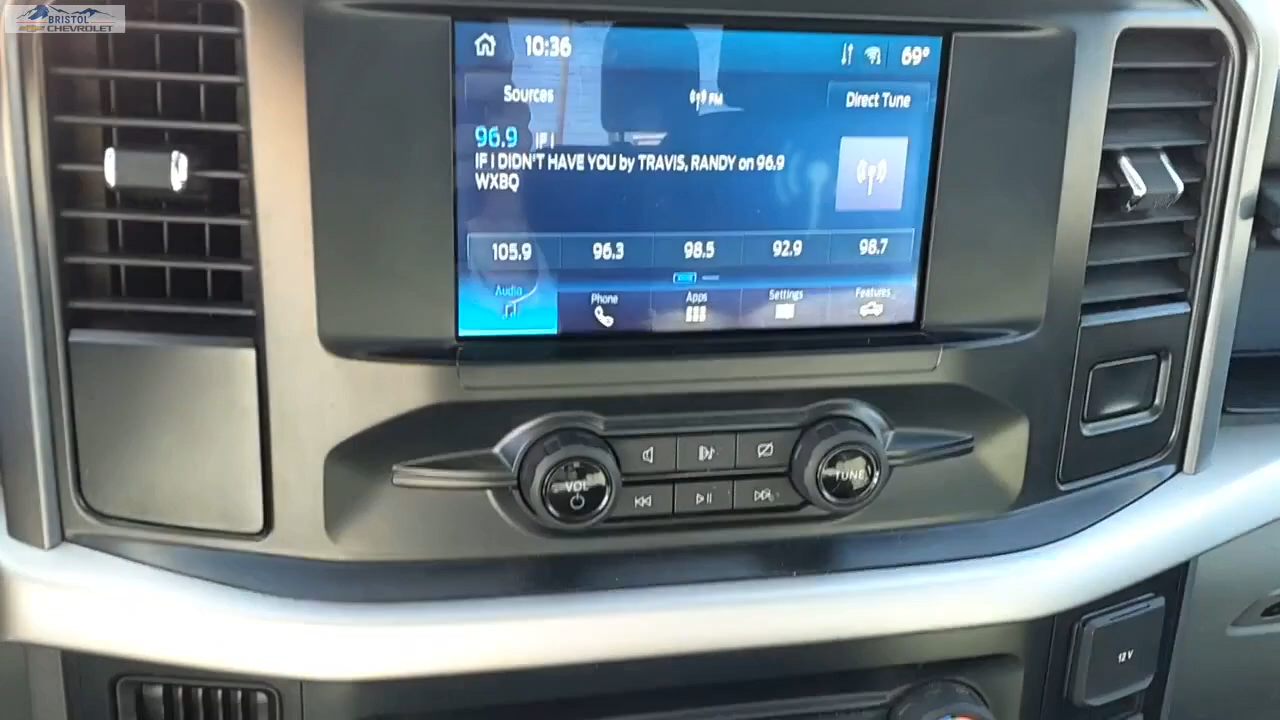 BRISTOL
CHEVROLET
10:36
69°
Sources
FM
Direct Tune
96.9 IF I
IF I DIDN'T HAVE YOU by TRAVIS, RANDY on 96.9
WXBQ
105.9 96.3 98.5 92.9 98.7
Audio Phone Apps Settings Features
VOL
TUNE
12V